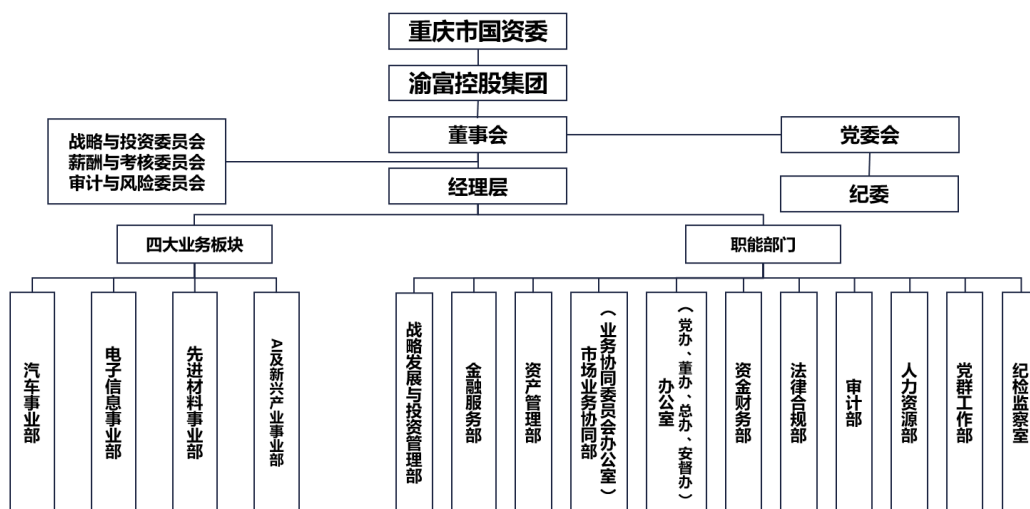 重庆市国资委
渝富控股集团
董事会
党委会
战略与投资委员会
薪酬与考核委员会
审计与风险委员会
经理层
纪委
四大业务板块
职能部门
汽车事业部
电子信息事业部
先进材料事业部
AI及新兴产业事业部
战略发展与投资管理部
金融服务部
资产管理部
市场业务协同部
（业务协同委员会办公室）
办公室
（党办、董办、总办、安督办）
资金财务部
法律合规部
审计部
人力资源部
党群工作部
纪检监察室